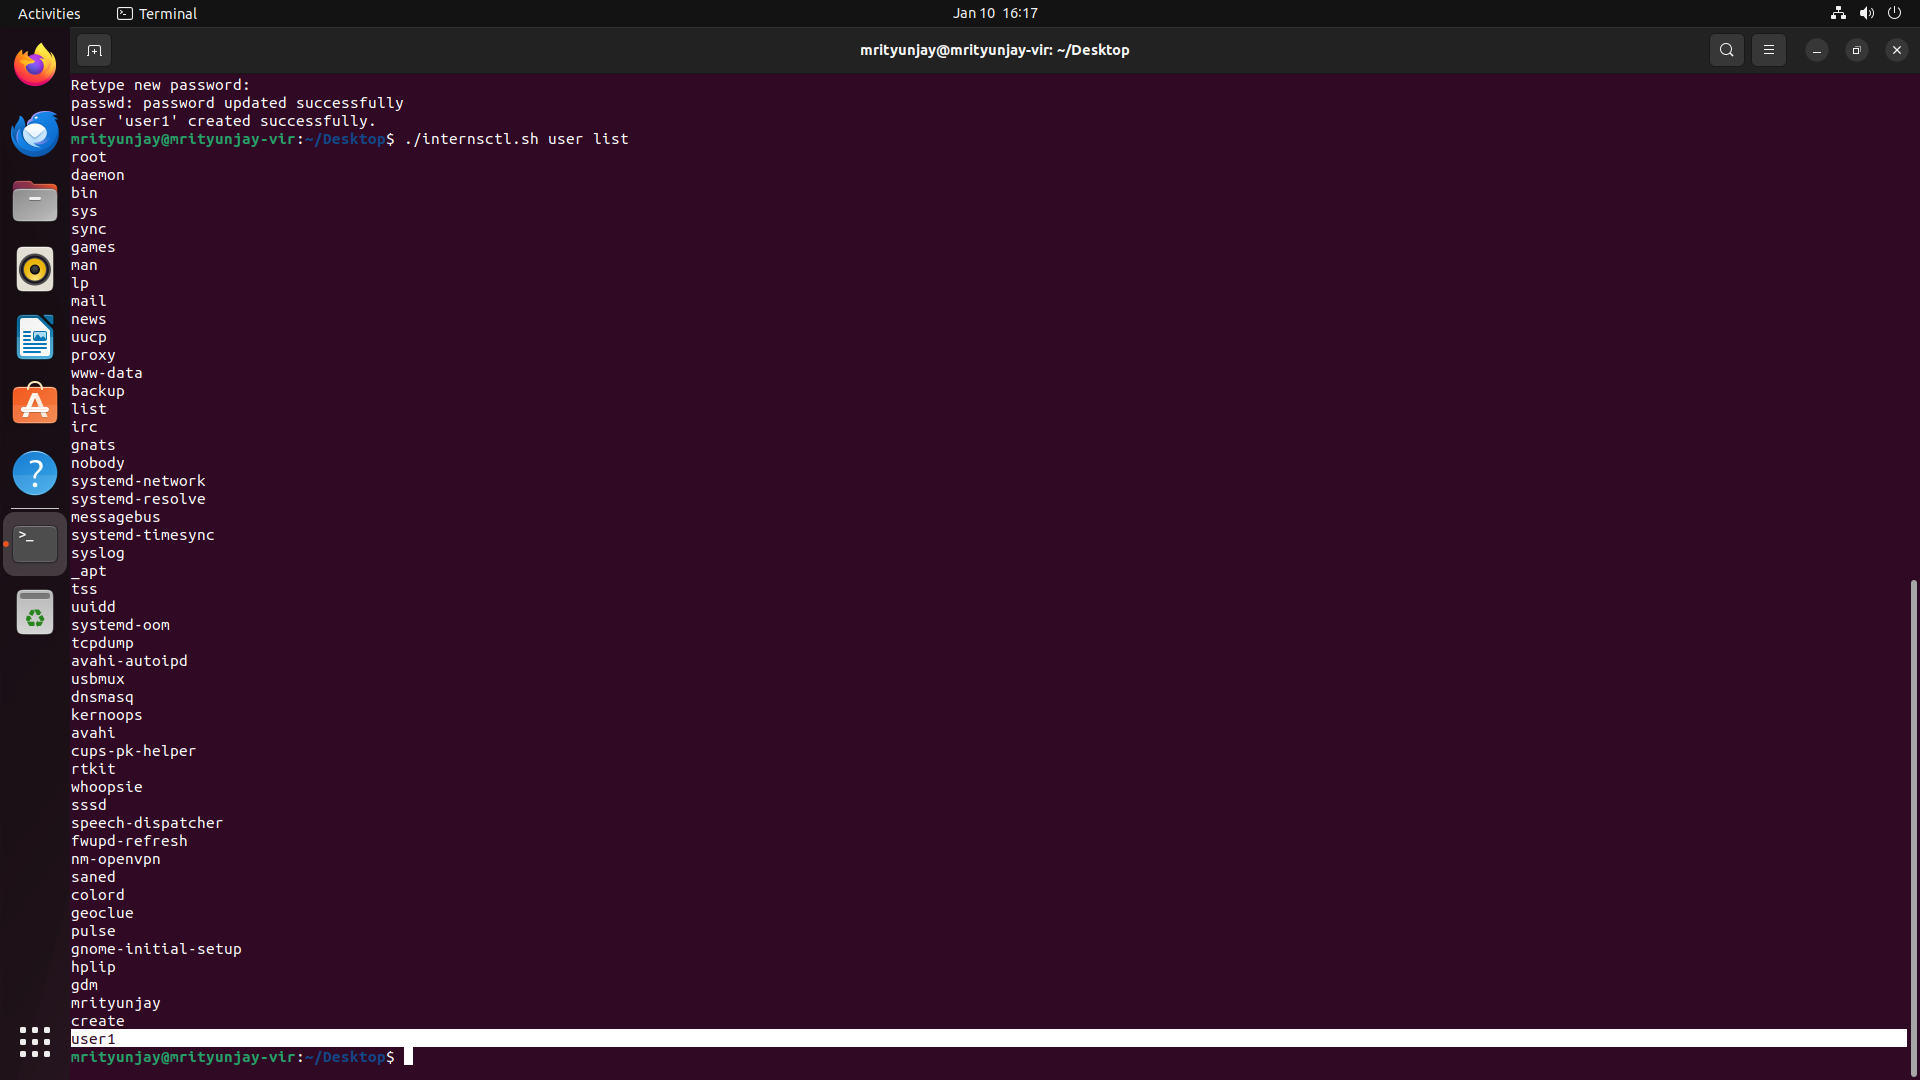 Activities Terminal Jan 10 16:17
mrityunjay@mrityunjay-vir: ~/Desktop
Retype new password:
passwd: password updated successfully
User 'user1' created successfully.
mrityunjay@mrityunjay-vir:~/Desktop$ ./internsctl.sh user list
root
daemon
bin
sys
sync
games
man
lp
mail
news
uucp
proxy
www-data
backup
list
irc
gnats
nobody
systemd-network
systemd-resolve
messagebus
systemd-timesync
syslog
_apt
tss
uuidd
systemd-oom
tcpdump
avahi-autoipd
usbmux
dnsmasq
kernoops
avahi
cups-pk-helper
rtkit
whoopsie
sssd
speech-dispatcher
fwupd-refresh
nm-openvpn
saned
colord
geoclue
pulse
gnome-initial-setup
hplip
gdm
mrityunjay
create
user1
mrityunjay@mrityunjay-vir:~/Desktop$